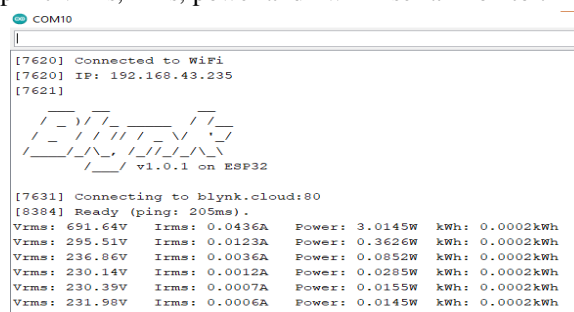 COM10
[7620] Connected to WiFi
[7620] IP: 192.168.43.235
[7621]
Blynk
v1.0.1 on ESP32
[7631] Connecting to blynk.cloud:80
[8384] Ready (ping: 205ms).
Vrms: 691.64V Irms: 0.0436A Power: 3.0145W kWh: 0.0002kWh
Vrms: 295.51V Irms: 0.0123A Power: 0.3626W kWh: 0.0002kWh
Vrms: 236.86V Irms: 0.0036A Power: 0.0852W kWh: 0.0002kWh
Vrms: 230.14V Irms: 0.0012A Power: 0.0285W kWh: 0.0002kWh
Vrms: 230.39V Irms: 0.0007A Power: 0.0155W kWh: 0.0002kWh
Vrms: 231.98V Irms: 0.0006A Power: 0.0145W kWh: 0.0002kWh